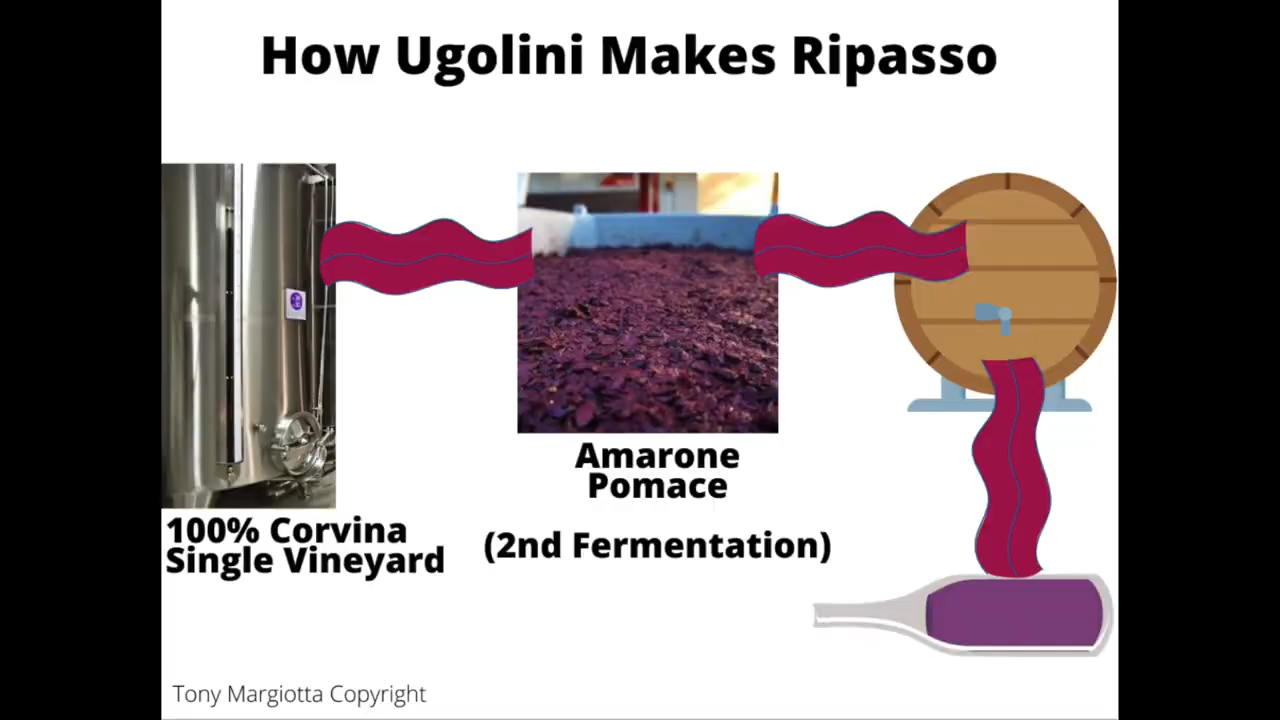 How Ugolini Makes Ripasso
Amarone
Pomace
100% Corvina
Single Vineyard
(2nd Fermentation)
Tony Margiotta Copyright